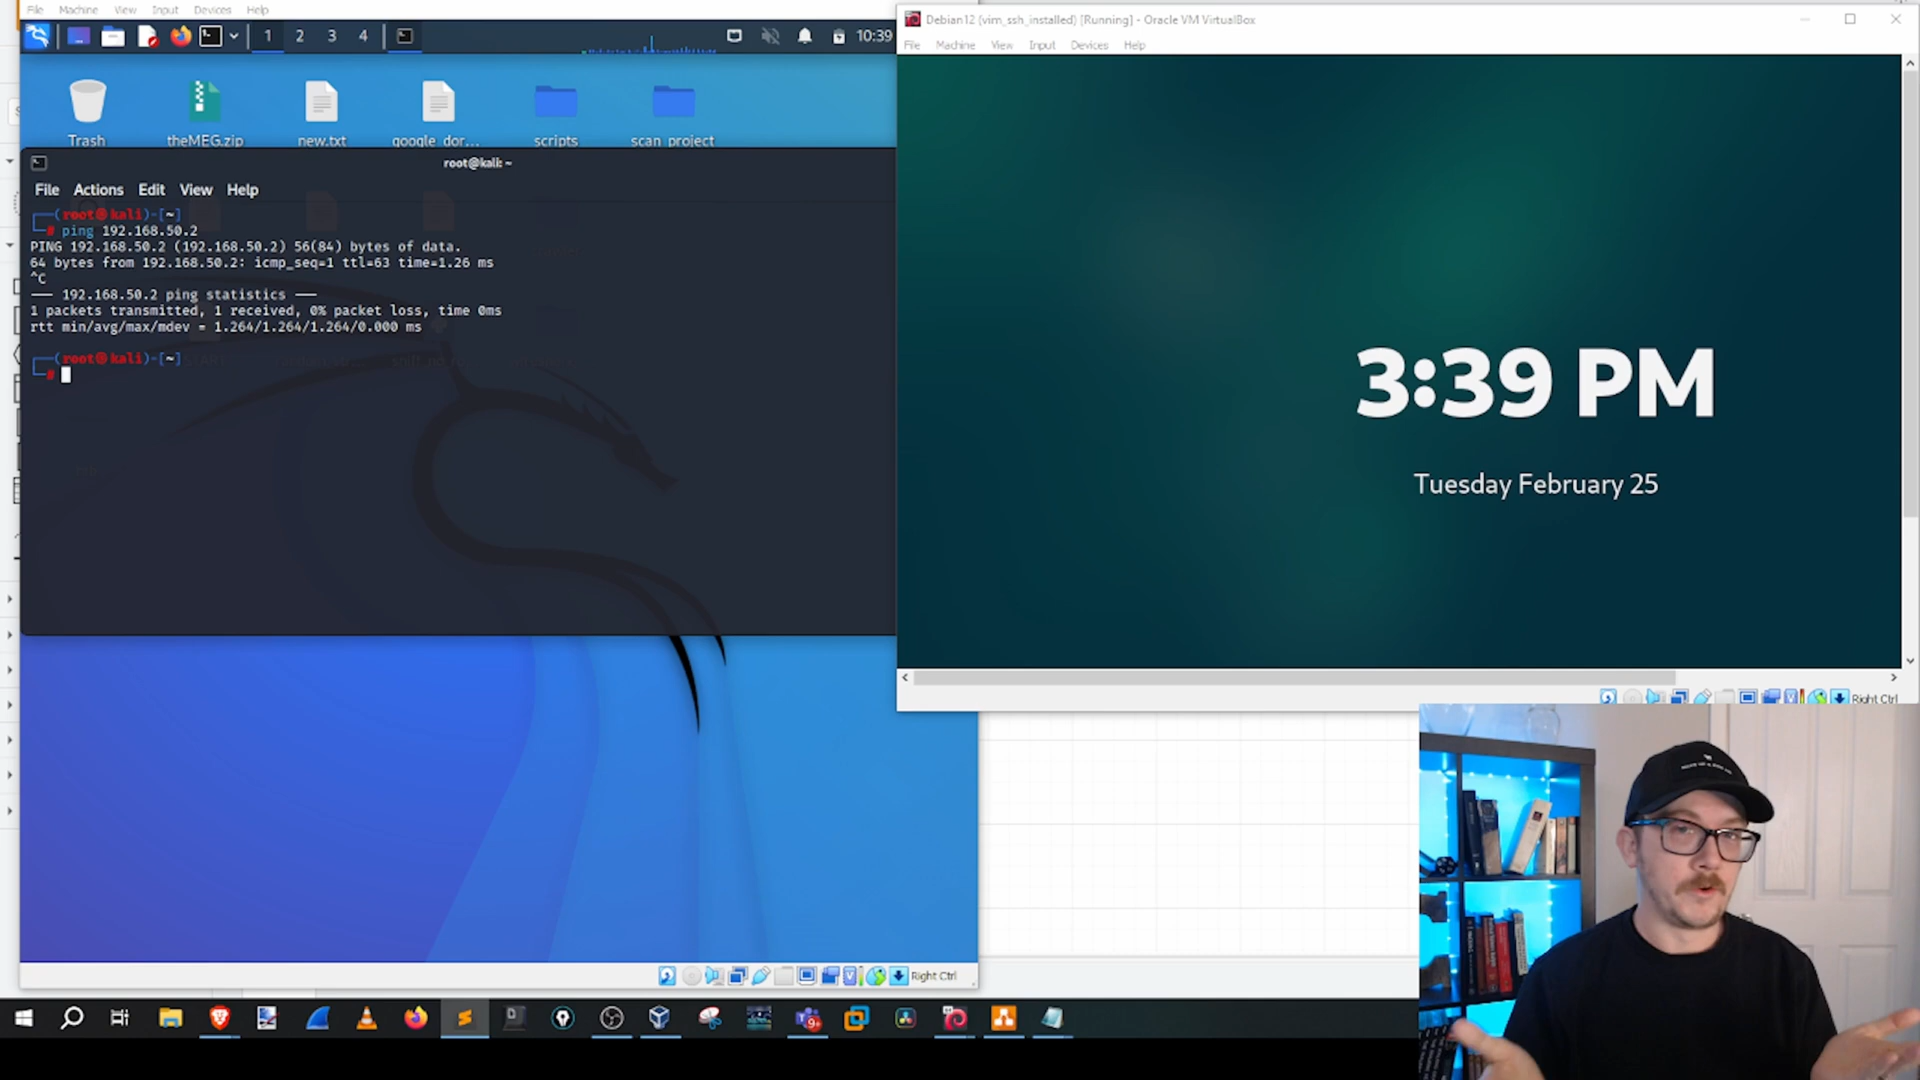 File Machine View Input Devices Help
1 2 3 4 10:39
Trash theMEG.zip new.txt google_dor... scripts scan_project
root@kali: ~
File Actions Edit View Help
(root㉿kali)-[~]
# ping 192.168.50.2
PING 192.168.50.2 (192.168.50.2) 56(84) bytes of data.
64 bytes from 192.168.50.2: icmp_seq=1 ttl=63 time=1.26 ms
^C
— 192.168.50.2 ping statistics —
1 packets transmitted, 1 received, 0% packet loss, time 0ms
rtt min/avg/max/mdev = 1.264/1.264/1.264/0.000 ms
(root㉿kali)-[~]
#
Right Ctrl
Debian12 (vim_ssh_installed) [Running] - Oracle VM VirtualBox
File Machine View Input Devices Help
3:39 PM
Tuesday February 25
Right Ctrl